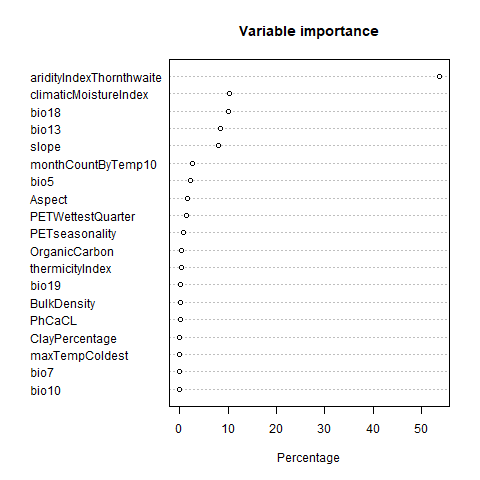 Variable importance
aridityIndexThornthwaite
climaticMoistureIndex
bio18
bio13
slope
monthCountByTemp10
bio5
Aspect
PETWettestQuarter
PETseasonality
OrganicCarbon
thermicityIndex
bio19
BulkDensity
PhCaCL
ClayPercentage
maxTempColdest
bio7
bio10
0 10 20 30 40 50
Percentage